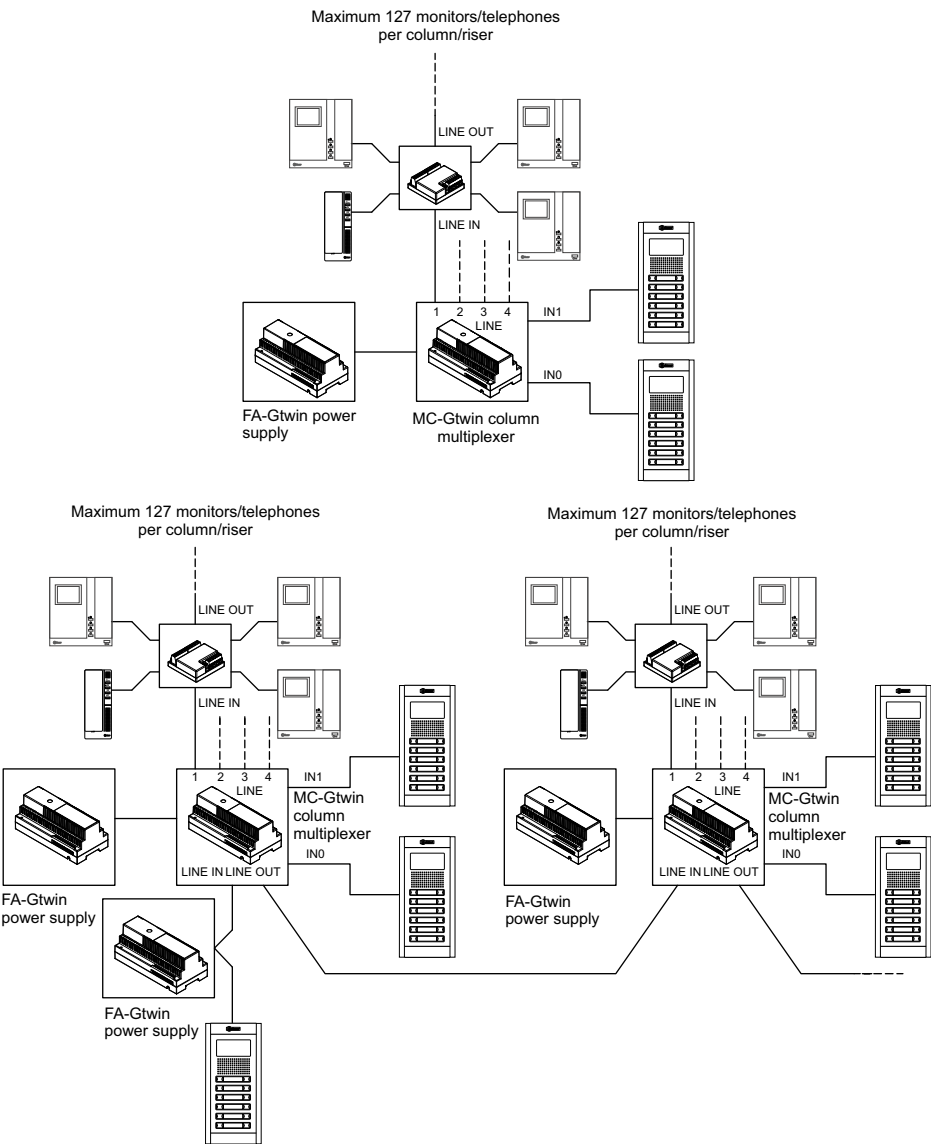 Maximum 127 monitors/telephones
per column/riser
LINE OUT
LINE IN
1 2 3 4
LINE
IN1
IN0
FA-Gtwin power
supply
MC-Gtwin column
multiplexer
Maximum 127 monitors/telephones
per column/riser
LINE OUT
LINE IN
1 2 3 4
LINE
IN1
MC-Gtwin
column
multiplexer
IN0
LINE IN LINE OUT
FA-Gtwin
power supply
FA-Gtwin
power supply
Maximum 127 monitors/telephones
per column/riser
LINE OUT
LINE IN
1 2 3 4
LINE
IN1
MC-Gtwin
column
multiplexer
IN0
LINE IN LINE OUT
FA-Gtwin
power supply